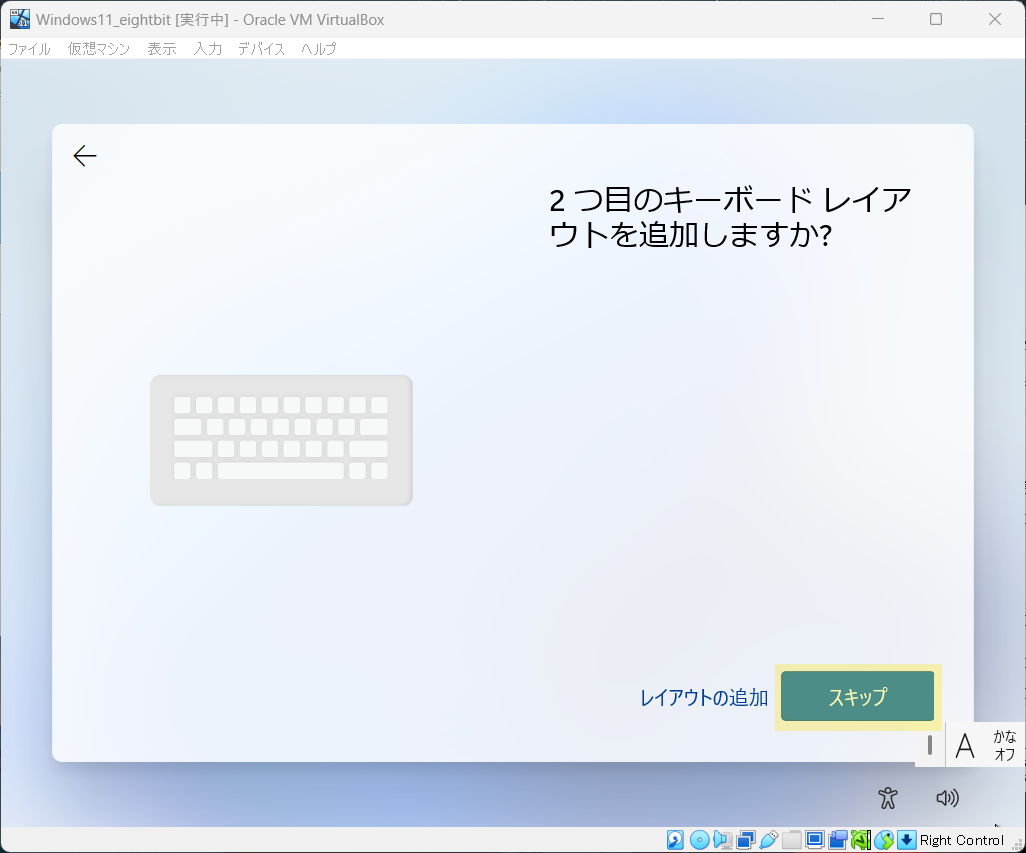 Windows11_eightbit [実行中] - Oracle VM VirtualBox
ファイル 仮想マシン 表示 入力 デバイス ヘルプ
2 つ目のキーボード レイア
ウトを追加しますか?
レイアウトの追加
スキップ
A
かな
オフ
Right Control